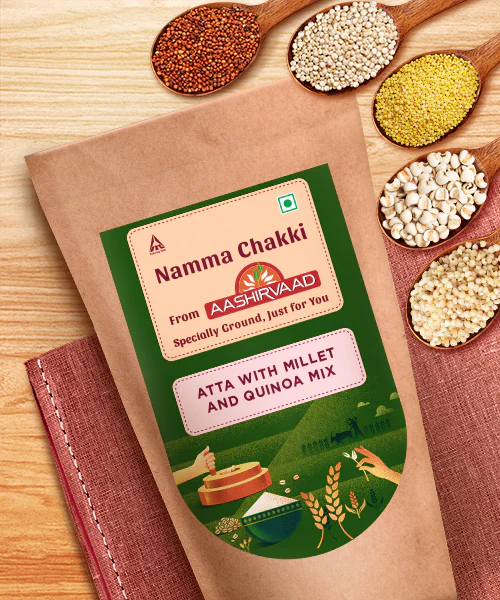 Namma Chakki
From AASHIRVAAD
Specially Ground, Just for You
ATTA WITH MILLET
AND QUINOA MIX